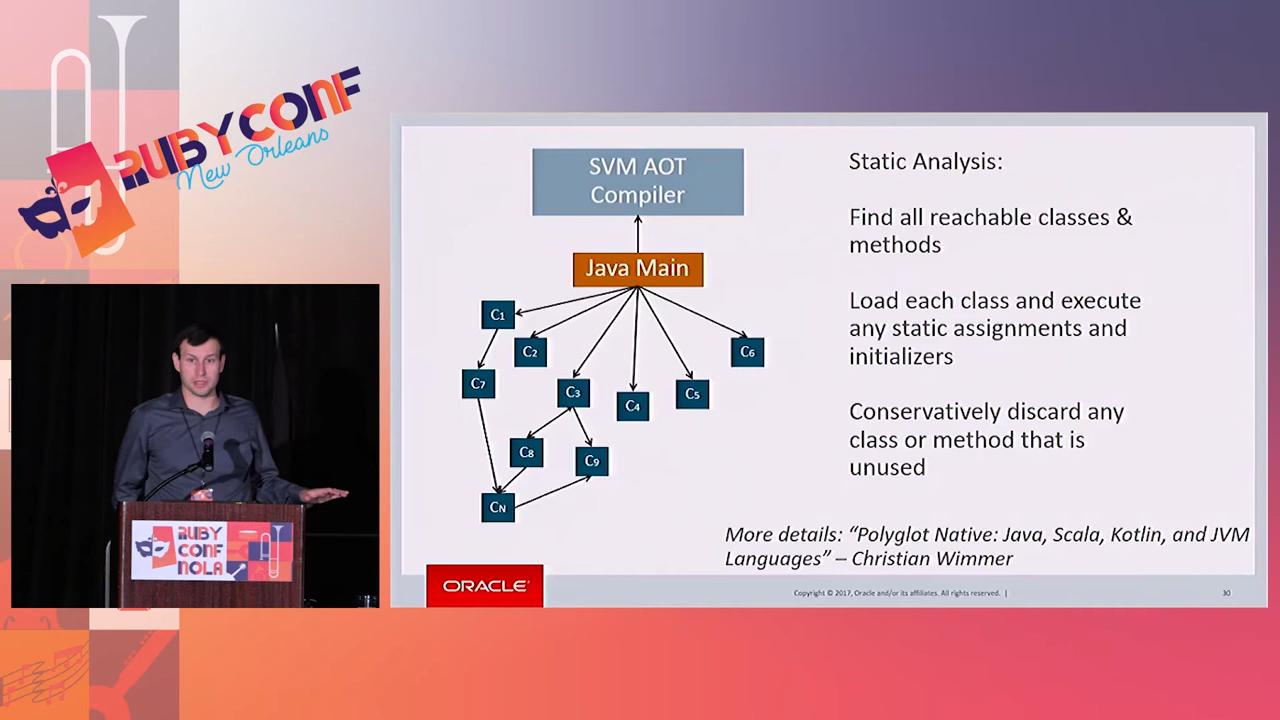 RUBYCONF
New Orleans
SVM AOT
Compiler
Java Main
C1
C2
C6
C7
C3
C4
C5
C8
C9
CN
Static Analysis:
Find all reachable classes &
methods
Load each class and execute
any static assignments and
initializers
Conservatively discard any
class or method that is
unused
More details: “Polyglot Native: Java, Scala, Kotlin, and JVM
Languages” – Christian Wimmer
ORACLE®
Copyright © 2017, Oracle and/or its affiliates. All rights reserved. |
30
RUBY
CONF
NOLA